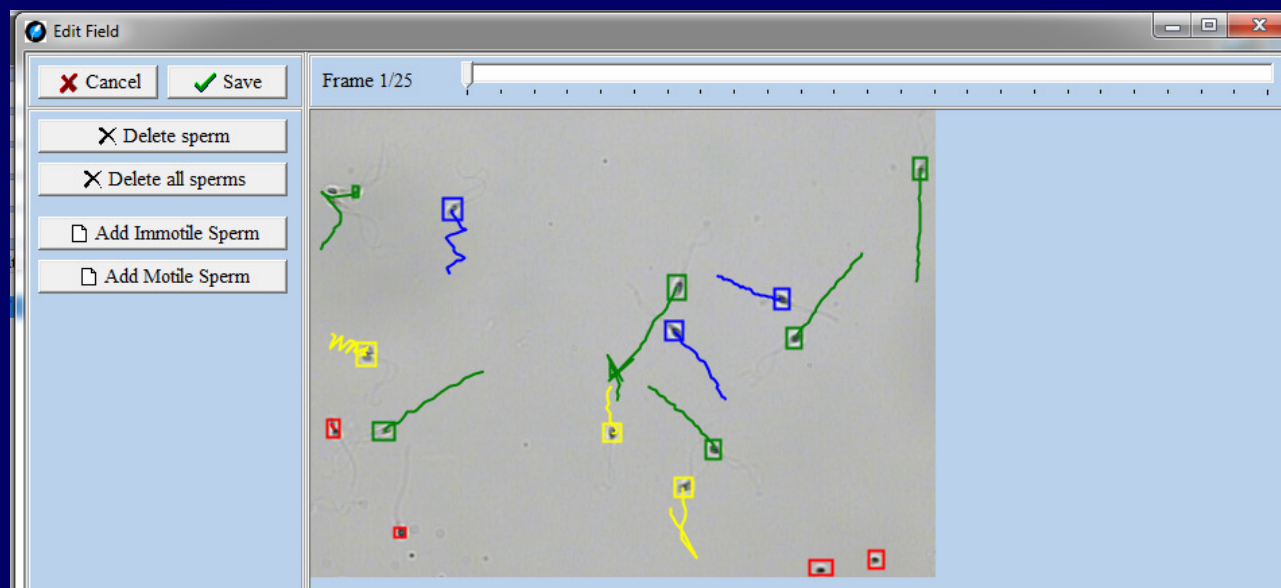 Edit Field
Cancel
Save
Frame 1/25
Delete sperm
Delete all sperms
Add Immotile Sperm
Add Motile Sperm